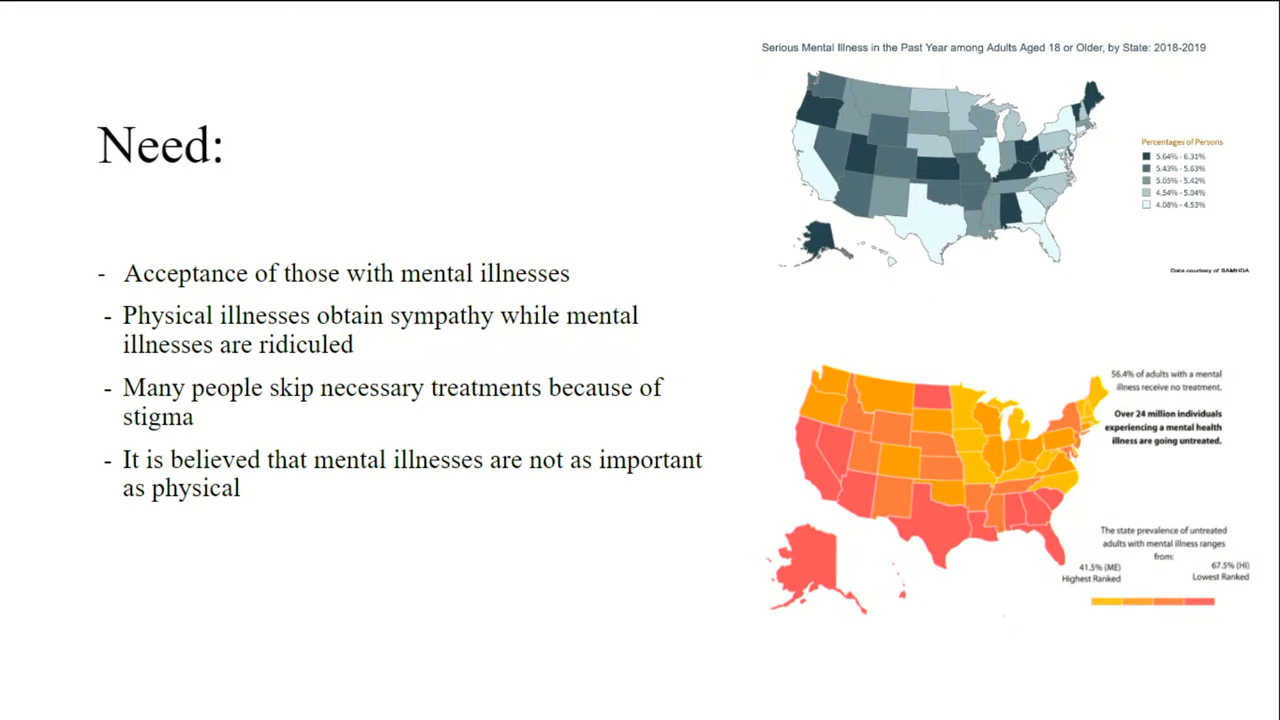 Need:
- Acceptance of those with mental illnesses
- Physical illnesses obtain sympathy while mental
illnesses are ridiculed
- Many people skip necessary treatments because of
stigma
- It is believed that mental illnesses are not as important
as physical
Serious Mental Illness in the Past Year among Adults Aged 18 or Older, by State: 2018-2019
Percentages of Persons
5.64% - 6.31%
5.43% - 5.63%
5.05% - 5.42%
4.54% - 5.04%
4.08% - 4.53%
Data courtesy of SAMHDA
56.4% of adults with a mental
illness receive no treatment.
Over 24 million individuals
experiencing a mental health
illness are going untreated.
The state prevalence of untreated
adults with mental illness ranges
from:
41.5% (ME)
Highest Ranked
67.5% (HI)
Lowest Ranked